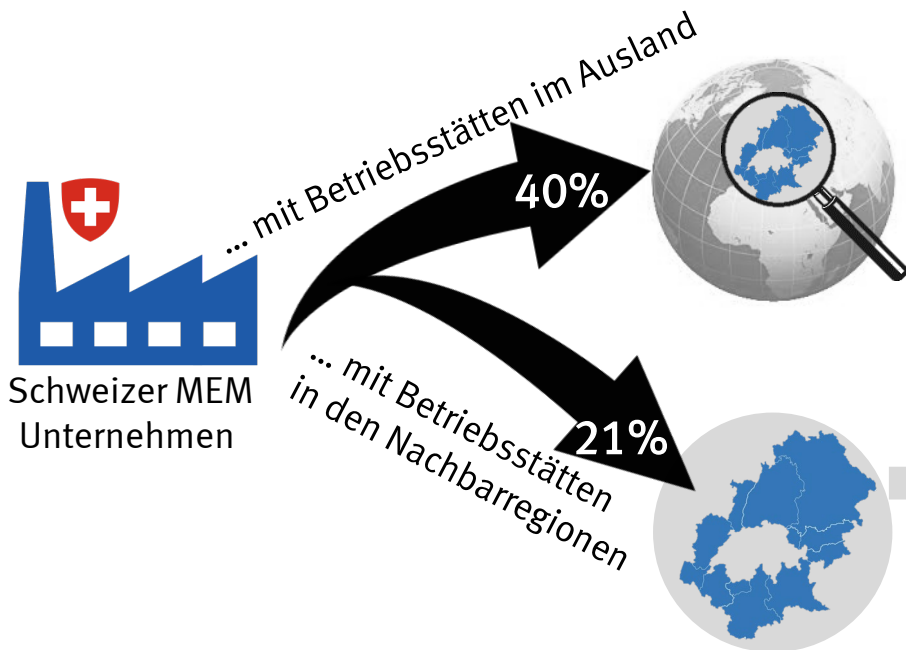 ... mit Betriebsstätten im Ausland
40%
Schweizer MEM
Unternehmen
... mit Betriebsstätten
in den Nachbarregionen
21%